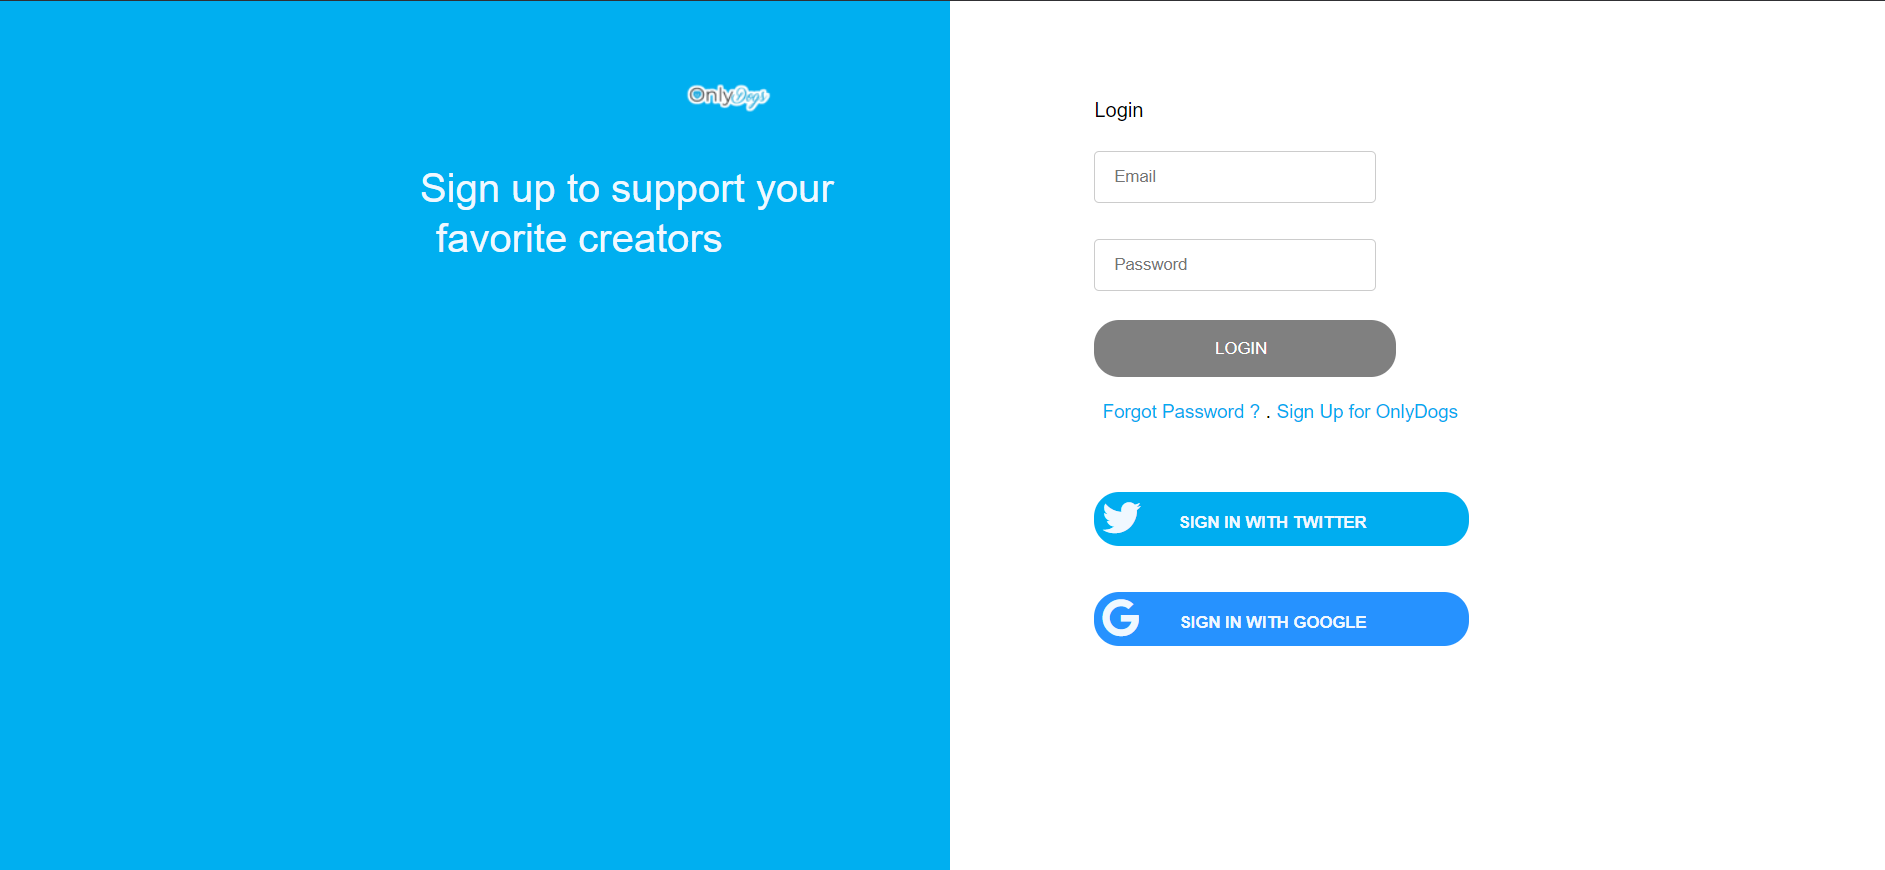 OnlyDogs
Sign up to support your
favorite creators
Login
Email
Password
LOGIN
Forgot Password ? . Sign Up for OnlyDogs
SIGN IN WITH TWITTER
SIGN IN WITH GOOGLE